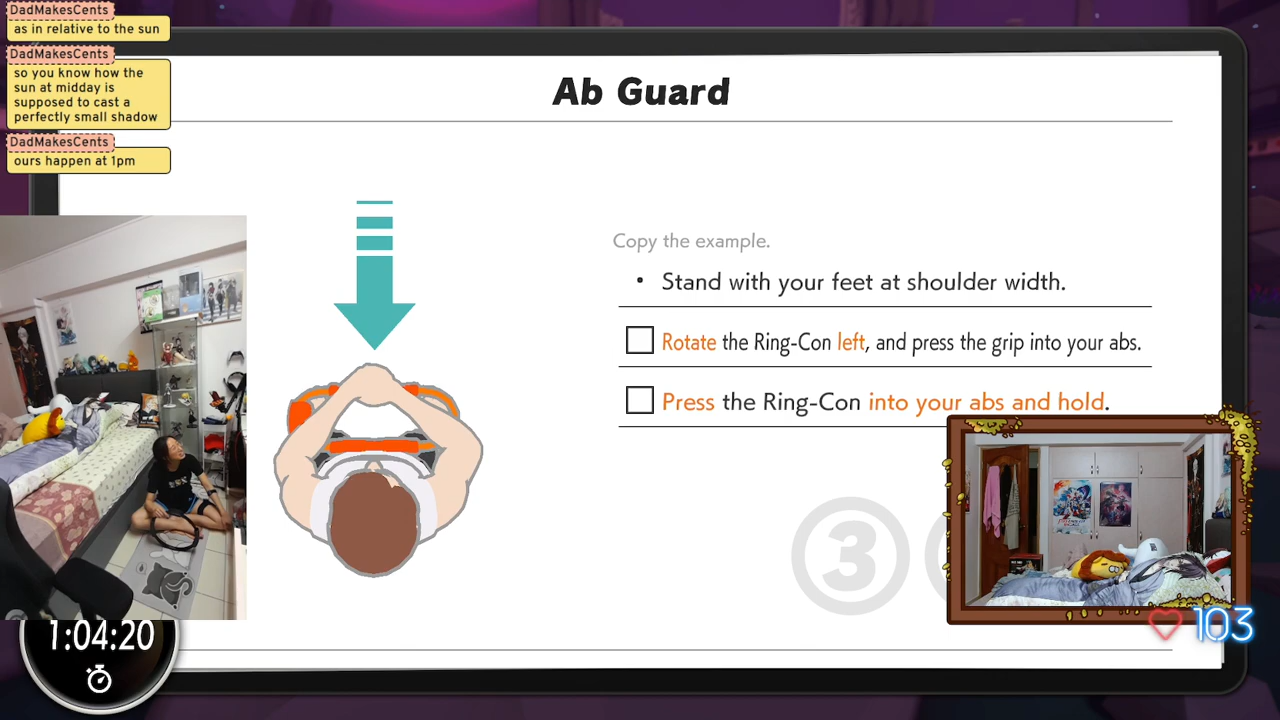 DadMakesCents
as in relative to the sun
DadMakesCents
so you know how the
sun at midday is
supposed to cast a
perfectly small shadow
DadMakesCents
ours happen at 1pm
Ab Guard
Copy the example.
• Stand with your feet at shoulder width.
Rotate the Ring-Con left, and press the grip into your abs.
Press the Ring-Con into your abs and hold.
3
1:04:20
103